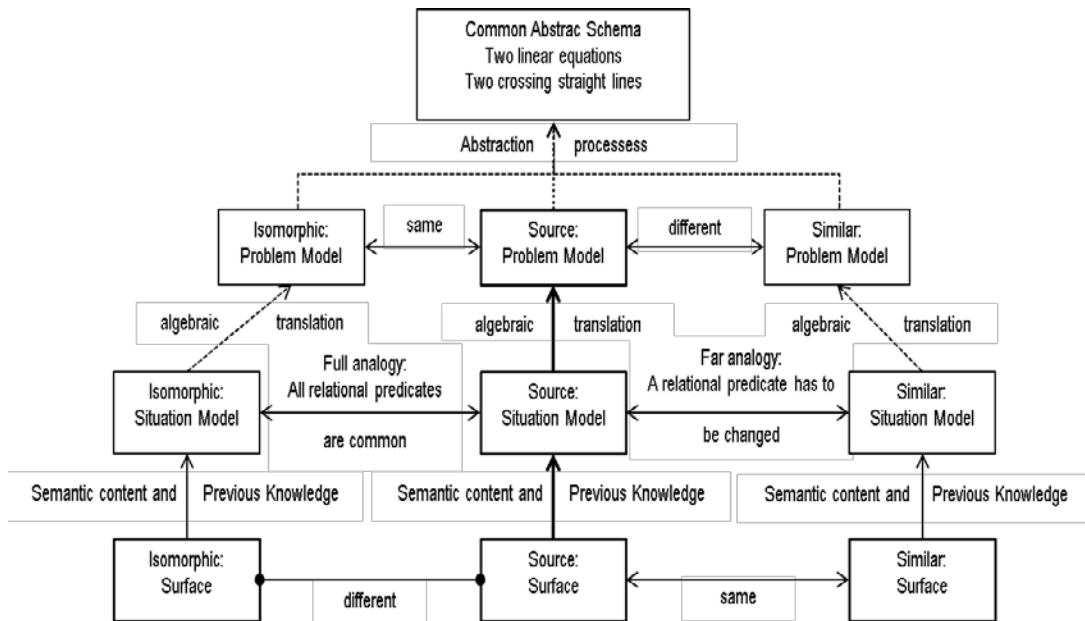 Common Abstrac Schema
Two linear equations
Two crossing straight lines
Abstraction processess
Isomorphic:
Problem Model
same
Source:
Problem Model
different
Similar:
Problem Model
algebraic translation
algebraic translation
algebraic translation
Isomorphic:
Situation Model
Full analogy:
All relational predicates
are common
Source:
Situation Model
Far analogy:
A relational predicate has to
be changed
Similar:
Situation Model
Semantic content and Previous Knowledge
Semantic content and Previous Knowledge
Semantic content and Previous Knowledge
Isomorphic:
Surface
different
Source:
Surface
same
Similar:
Surface